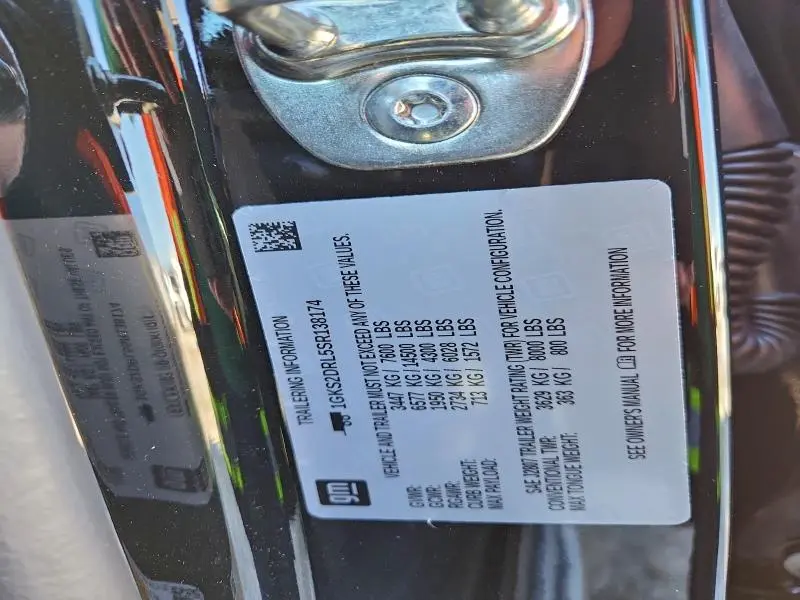 gm
TRAILERING INFORMATION
1GKS2DRL5SR138174
VEHICLE AND TRAILER MUST NOT EXCEED ANY OF THESE VALUES.
GVWR: 3447 KG / 7600 LBS
GCWR: 6577 KG / 14500 LBS
RGAWR: 1950 KG / 4300 LBS
CURB WEIGHT: 2734 KG / 6028 LBS
MAX PAYLOAD: 713 KG / 1572 LBS
SAE J2807 TRAILER WEIGHT RATING (TWR) FOR VEHICLE CONFIGURATION.
CONVENTIONAL TWR: 3629 KG / 8000 LBS
MAX TONGUE WEIGHT: 363 KG / 800 LBS
SEE OWNER'S MANUAL FOR MORE INFORMATION